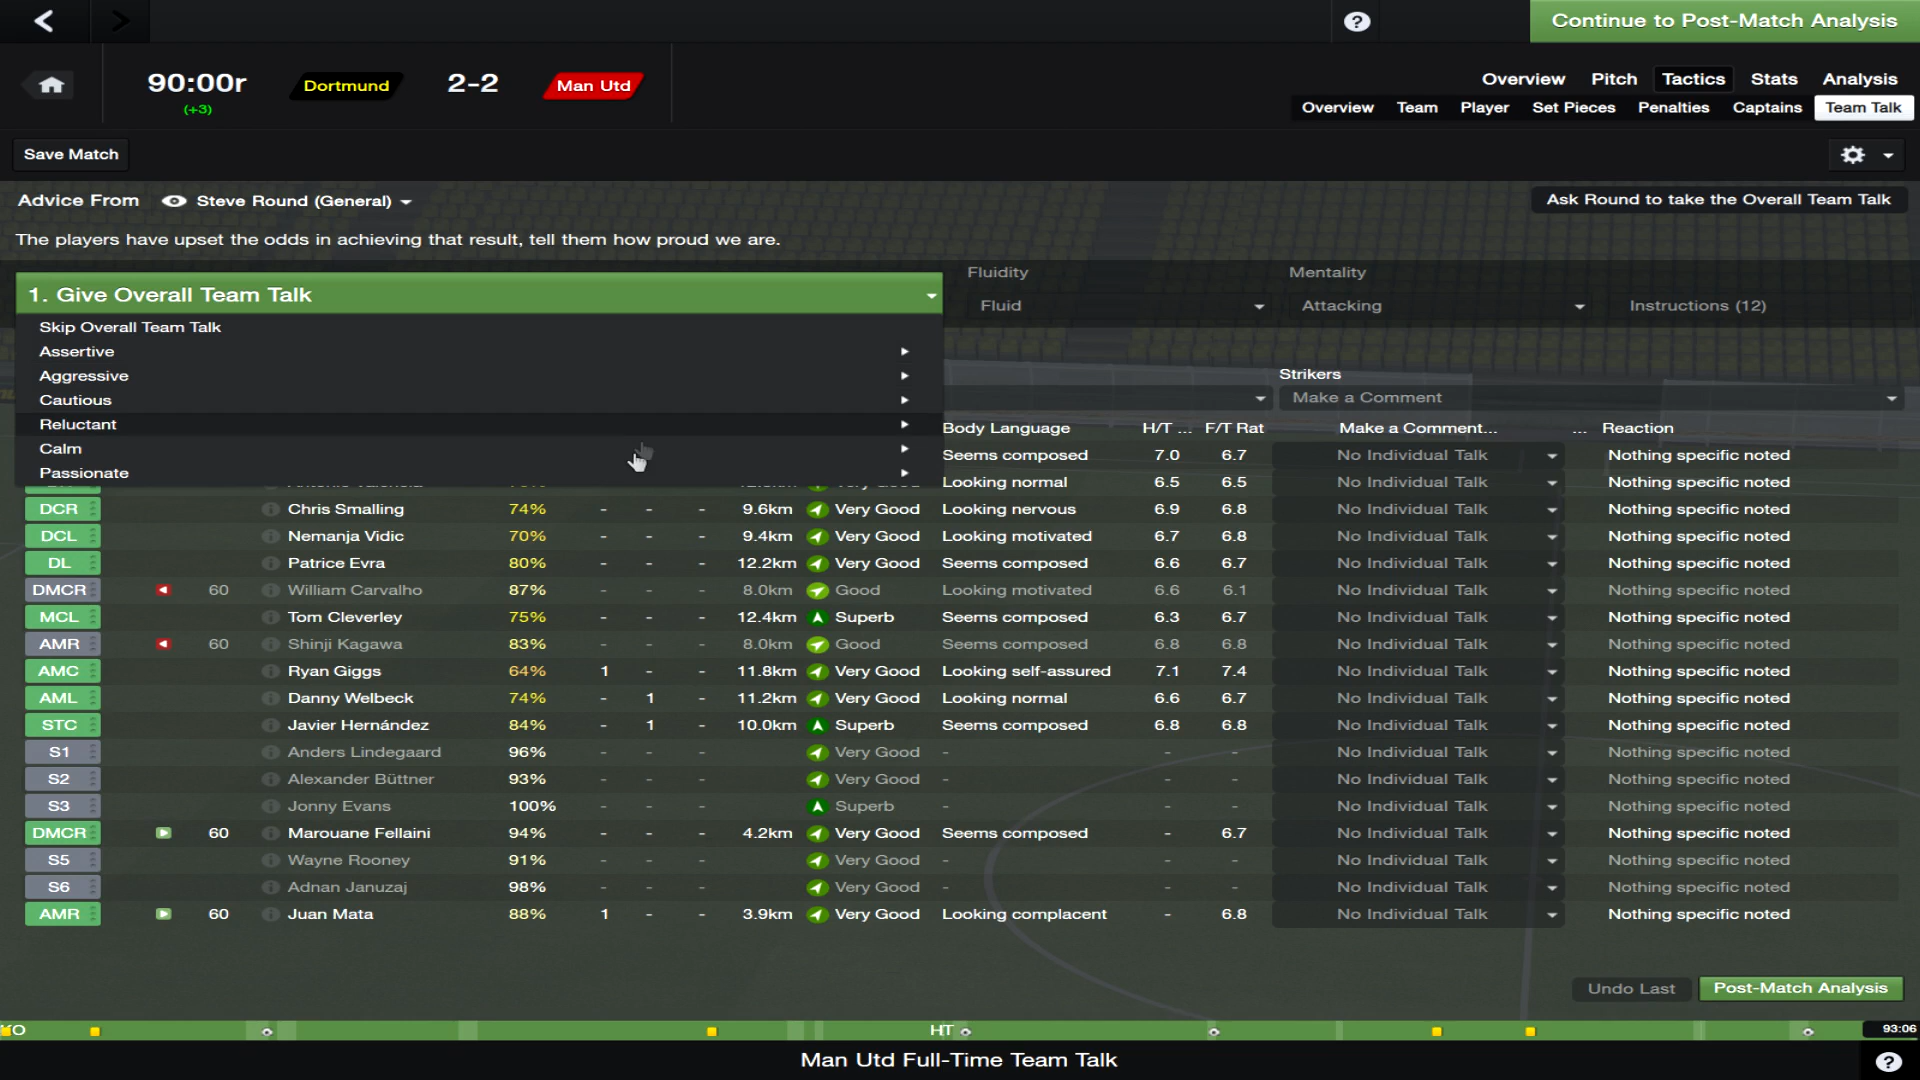 Continue to Post-Match Analysis
90:00r
(+3)
Dortmund
2-2
Man Utd
Overview Pitch Tactics Stats Analysis
Overview Team Player Set Pieces Penalties Captains Team Talk
Save Match
Advice From Steve Round (General)
Ask Round to take the Overall Team Talk
The players have upset the odds in achieving that result, tell them how proud we are.
Fluidity Mentality
1. Give Overall Team Talk
Fluid Attacking Instructions (12)
Skip Overall Team Talk
Assertive
Aggressive
Cautious
Reluctant
Calm
Passionate
Strikers
Make a Comment
Body Language H/T ... F/T Rat Make a Comment... ... Reaction
Seems composed 7.0 6.7 No Individual Talk Nothing specific noted
Looking normal 6.5 6.5 No Individual Talk Nothing specific noted
DCR Chris Smalling 74% - - - 9.6km Very Good Looking nervous 6.9 6.8 No Individual Talk Nothing specific noted
DCL Nemanja Vidic 70% - - - 9.4km Very Good Looking motivated 6.7 6.8 No Individual Talk Nothing specific noted
DL Patrice Evra 80% - - - 12.2km Very Good Seems composed 6.6 6.7 No Individual Talk Nothing specific noted
DMCR 60 William Carvalho 87% - - - 8.0km Good Looking motivated 6.6 6.1 No Individual Talk Nothing specific noted
MCL Tom Cleverley 75% - - - 12.4km Superb Seems composed 6.3 6.7 No Individual Talk Nothing specific noted
AMR 60 Shinji Kagawa 83% - - - 8.0km Good Seems composed 6.8 6.8 No Individual Talk Nothing specific noted
AMC Ryan Giggs 64% 1 - - 11.8km Very Good Looking self-assured 7.1 7.4 No Individual Talk Nothing specific noted
AML Danny Welbeck 74% - 1 - 11.2km Very Good Looking normal 6.6 6.7 No Individual Talk Nothing specific noted
STC Javier Hernández 84% - 1 - 10.0km Superb Seems composed 6.8 6.8 No Individual Talk Nothing specific noted
S1 Anders Lindegaard 96% - - - Very Good - - - No Individual Talk Nothing specific noted
S2 Alexander Büttner 93% - - - Very Good - - - No Individual Talk Nothing specific noted
S3 Jonny Evans 100% - - - Superb - - - No Individual Talk Nothing specific noted
DMCR 60 Marouane Fellaini 94% - - - 4.2km Very Good Seems composed - 6.7 No Individual Talk Nothing specific noted
S5 Wayne Rooney 91% - - - Very Good - - - No Individual Talk Nothing specific noted
S6 Adnan Januzaj 98% - - - Very Good - - - No Individual Talk Nothing specific noted
AMR 60 Juan Mata 88% 1 - - 3.9km Very Good Looking complacent - 6.8 No Individual Talk Nothing specific noted
Undo Last Post-Match Analysis
KO HT 93:06
Man Utd Full-Time Team Talk